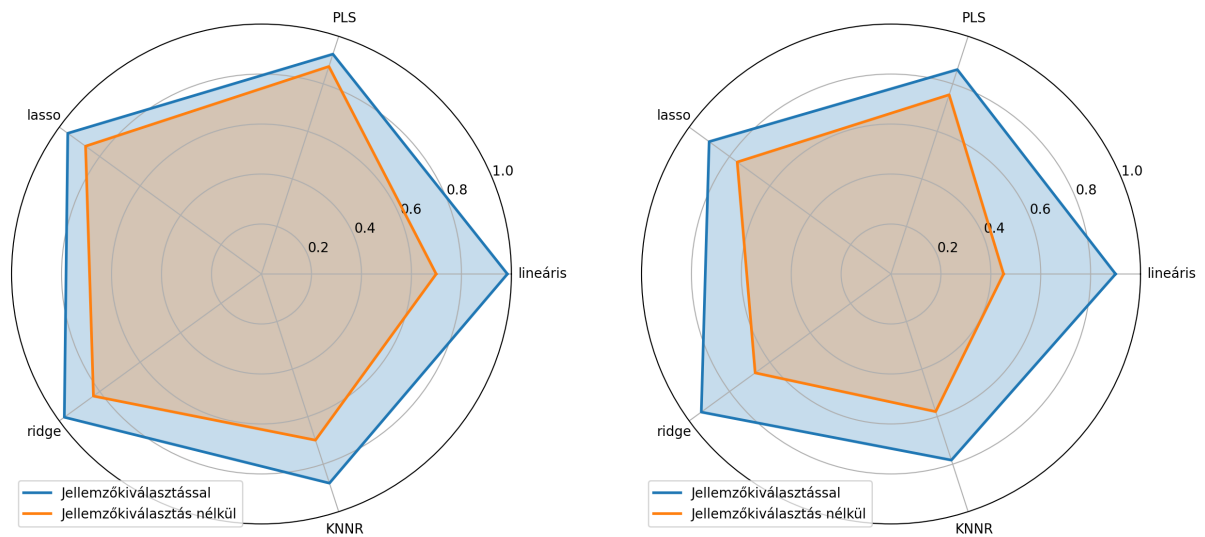 PLS
lasso
1.0
0.8
0.6
0.4
0.2
lineáris
ridge
KNNR
Jellemzőkiválasztással
Jellemzőkiválasztás nélkül
PLS
lasso
1.0
0.8
0.6
0.4
0.2
lineáris
ridge
KNNR
Jellemzőkiválasztással
Jellemzőkiválasztás nélkül